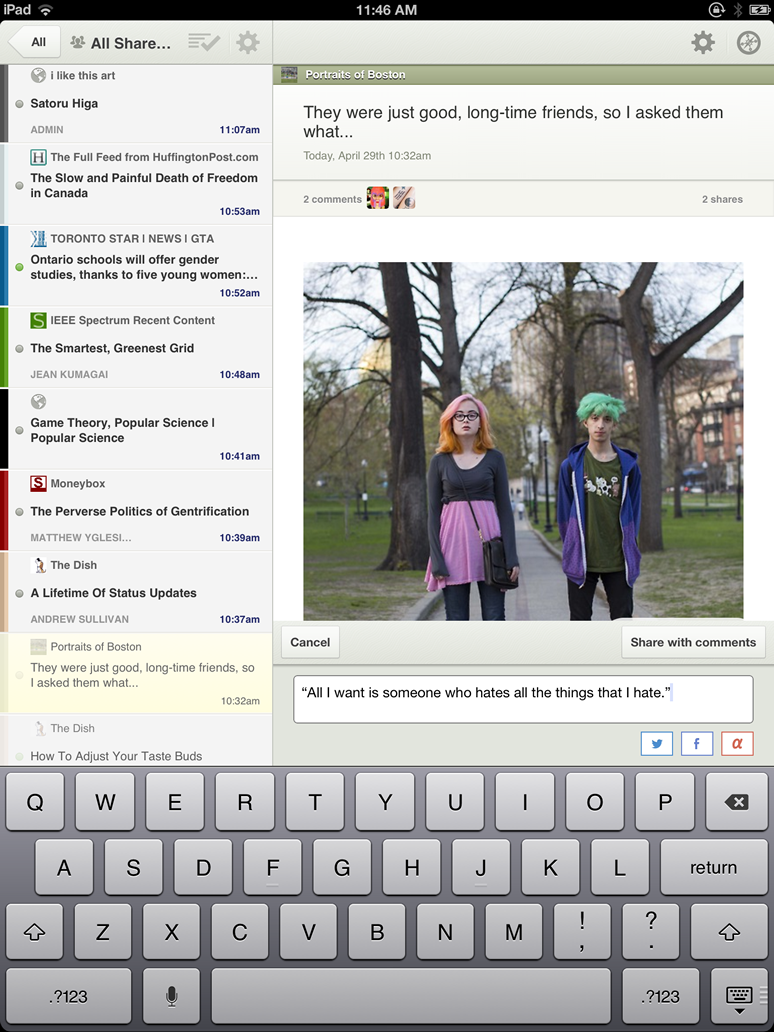 iPad
11:46 AM
All
All Share...
i like this art
Satoru Higa
ADMIN
11:07am
H
The Full Feed from HuffingtonPost.com
The Slow and Painful Death of Freedom
in Canada
10:53am
TORONTO STAR | NEWS | GTA
Ontario schools will offer gender
studies, thanks to five young women:...
10:52am
S
IEEE Spectrum Recent Content
The Smartest, Greenest Grid
JEAN KUMAGAI
10:48am
Game Theory, Popular Science |
Popular Science
10:41am
S
Moneybox
The Perverse Politics of Gentrification
MATTHEW YGLESI...
10:39am
The Dish
A Lifetime Of Status Updates
ANDREW SULLIVAN
10:37am
Portraits of Boston
They were just good, long-time friends, so
I asked them what...
10:32am
The Dish
How To Adjust Your Taste Buds
Portraits of Boston
They were just good, long-time friends, so I asked them
what...
Today, April 29th 10:32am
2 comments
2 shares
Cancel
Share with comments
“All I want is someone who hates all the things that I hate.”
f
α
Q W E R T Y U I O P
A S D F G H J K L return
Z X C V B N M ! , ? .
.?123 .?123